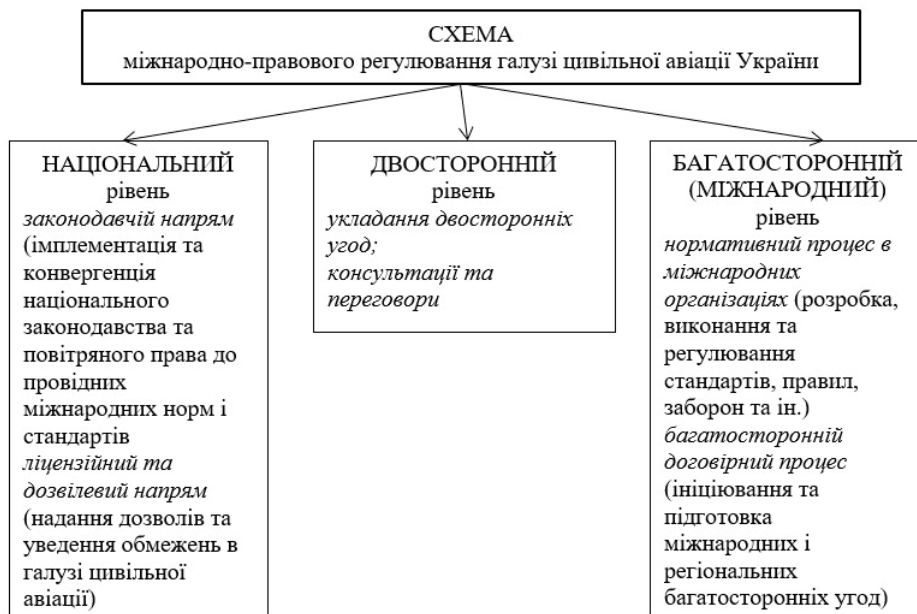 СХЕМА
міжнародно-правового регулювання галузі цивільної авіації України
НАЦІОНАЛЬНИЙ
рівень
законодавчій напрям
(імплементація та
конвергенція
національного
законодавства та
повітряного права до
провідних
міжнародних норм і
стандартів
ліцензійний та
дозвілевий напрям
(надання дозволів та
уведення обмежень в
галузі цивільної
авіації)
ДВОСТОРОННІЙ
рівень
укладання двосторонніх
угод;
консультації та
переговори
БАГАТОСТОРОННІЙ
(МІЖНАРОДНИЙ)
рівень
нормативний процес в
міжнародних
організаціях (розробка,
виконання та
регулювання
стандартів, правил,
заборон та ін.)
багатосторонній
договірний процес
(ініціювання та
підготовка
міжнародних і
регіональних
багатосторонніх угод)